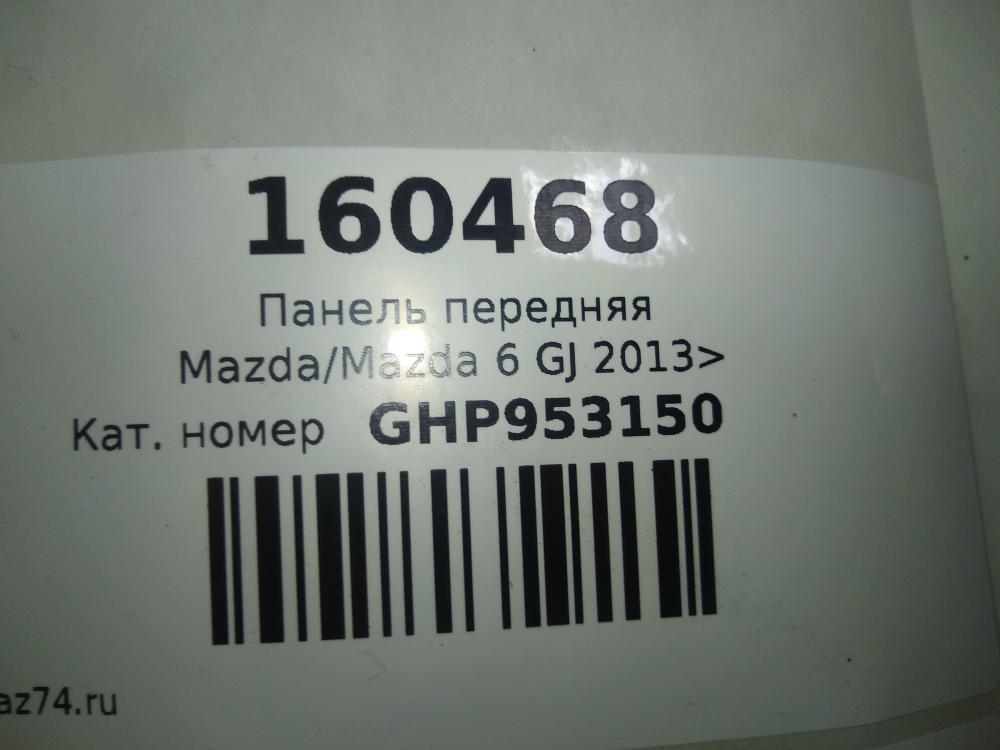 160468
Панель передняя
Mazda/Mazda 6 GJ 2013>
Кат. номер GHP953150
az74.ru